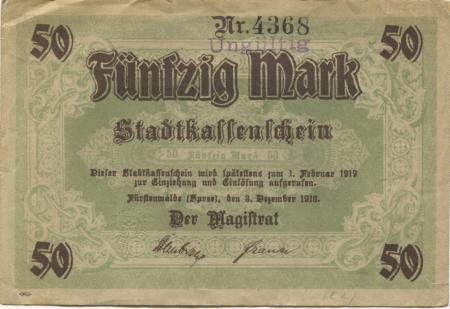 50 Nr. 4368 50
Ungültig
Fünfzig Mark
Stadtkassenschein
50 Fünfzig Mark 50
Dieser Stadtkassenschein wird spätestens zum 1. Februar 1919
zur Einziehung und Einlösung aufgerufen.
Fürstenwalde (Spree), den 3. Dezember 1918.
Der Magistrat
50 50